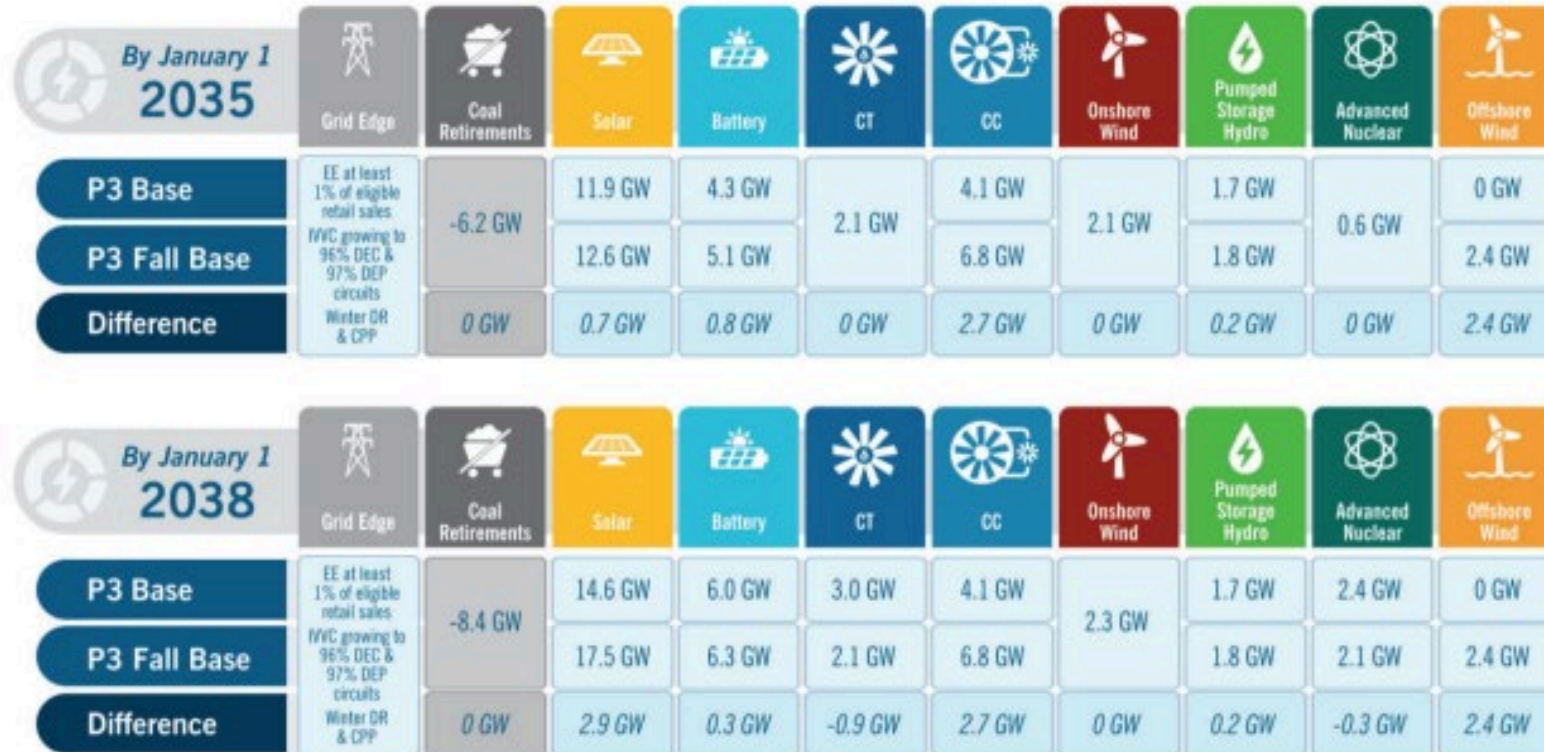 By January 1
2035
Grid Edge
Coal
Retirements
Solar
Battery
CT
CC
Onshore
Wind
Pumped
Storage
Hydro
Advanced
Nuclear
Offshore
Wind
P3 Base
P3 Fall Base
Difference
EE at least
1% of eligible
retail sales
IVVC growing to
96% DEC &
97% DEP
circuits
Winter DR
& CPP
-6.2 GW
11.9 GW 4.3 GW 2.1 GW 4.1 GW 2.1 GW 1.7 GW 0.6 GW 0 GW
12.6 GW 5.1 GW 6.8 GW 1.8 GW 2.4 GW
0 GW 0.7 GW 0.8 GW 0 GW 2.7 GW 0 GW 0.2 GW 0 GW 2.4 GW
By January 1
2038
Grid Edge
Coal
Retirements
Solar
Battery
CT
CC
Onshore
Wind
Pumped
Storage
Hydro
Advanced
Nuclear
Offshore
Wind
P3 Base
P3 Fall Base
Difference
EE at least
1% of eligible
retail sales
IVVC growing to
96% DEC &
97% DEP
circuits
Winter DR
& CPP
-8.4 GW
14.6 GW 6.0 GW 3.0 GW 4.1 GW 2.3 GW 1.7 GW 2.4 GW 0 GW
17.5 GW 6.3 GW 2.1 GW 6.8 GW 1.8 GW 2.1 GW 2.4 GW
0 GW 2.9 GW 0.3 GW -0.9 GW 2.7 GW 0 GW 0.2 GW -0.3 GW 2.4 GW